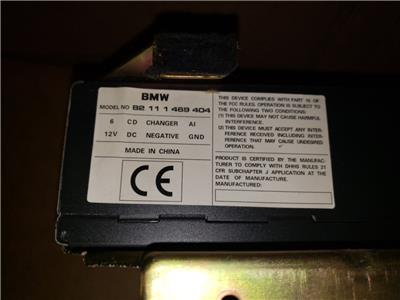 BMW
MODEL NO 82 11 1 469 404
6 CD CHANGER AI
12V DC NEGATIVE GND
MADE IN CHINA
CE
THIS DEVICE COMPLIES WITH PART 15 OF
THE FCC RULES. OPERATION IS SUBJECT TO
THE FOLLOWING TWO CONDITIONS:
(1) THIS DEVICE MAY NOT CAUSE HARMFUL
INTERFERENCE.
(2) THIS DEVICE MUST ACCEPT ANY INTER-
FERENCE RECEIVED INCLUDING INTER-
FERENCE THAT MAY CAUSE UNDESIRED
OPERATION.
PRODUCT IS CERTIFIED BY THE MANUFAC-
TURER TO COMPLY WITH DHHS RULES 21
CFR SUBCHAPTER J APPLICATION AT THE
DATE OF MANUFACTURE.
MANUFACTURED: